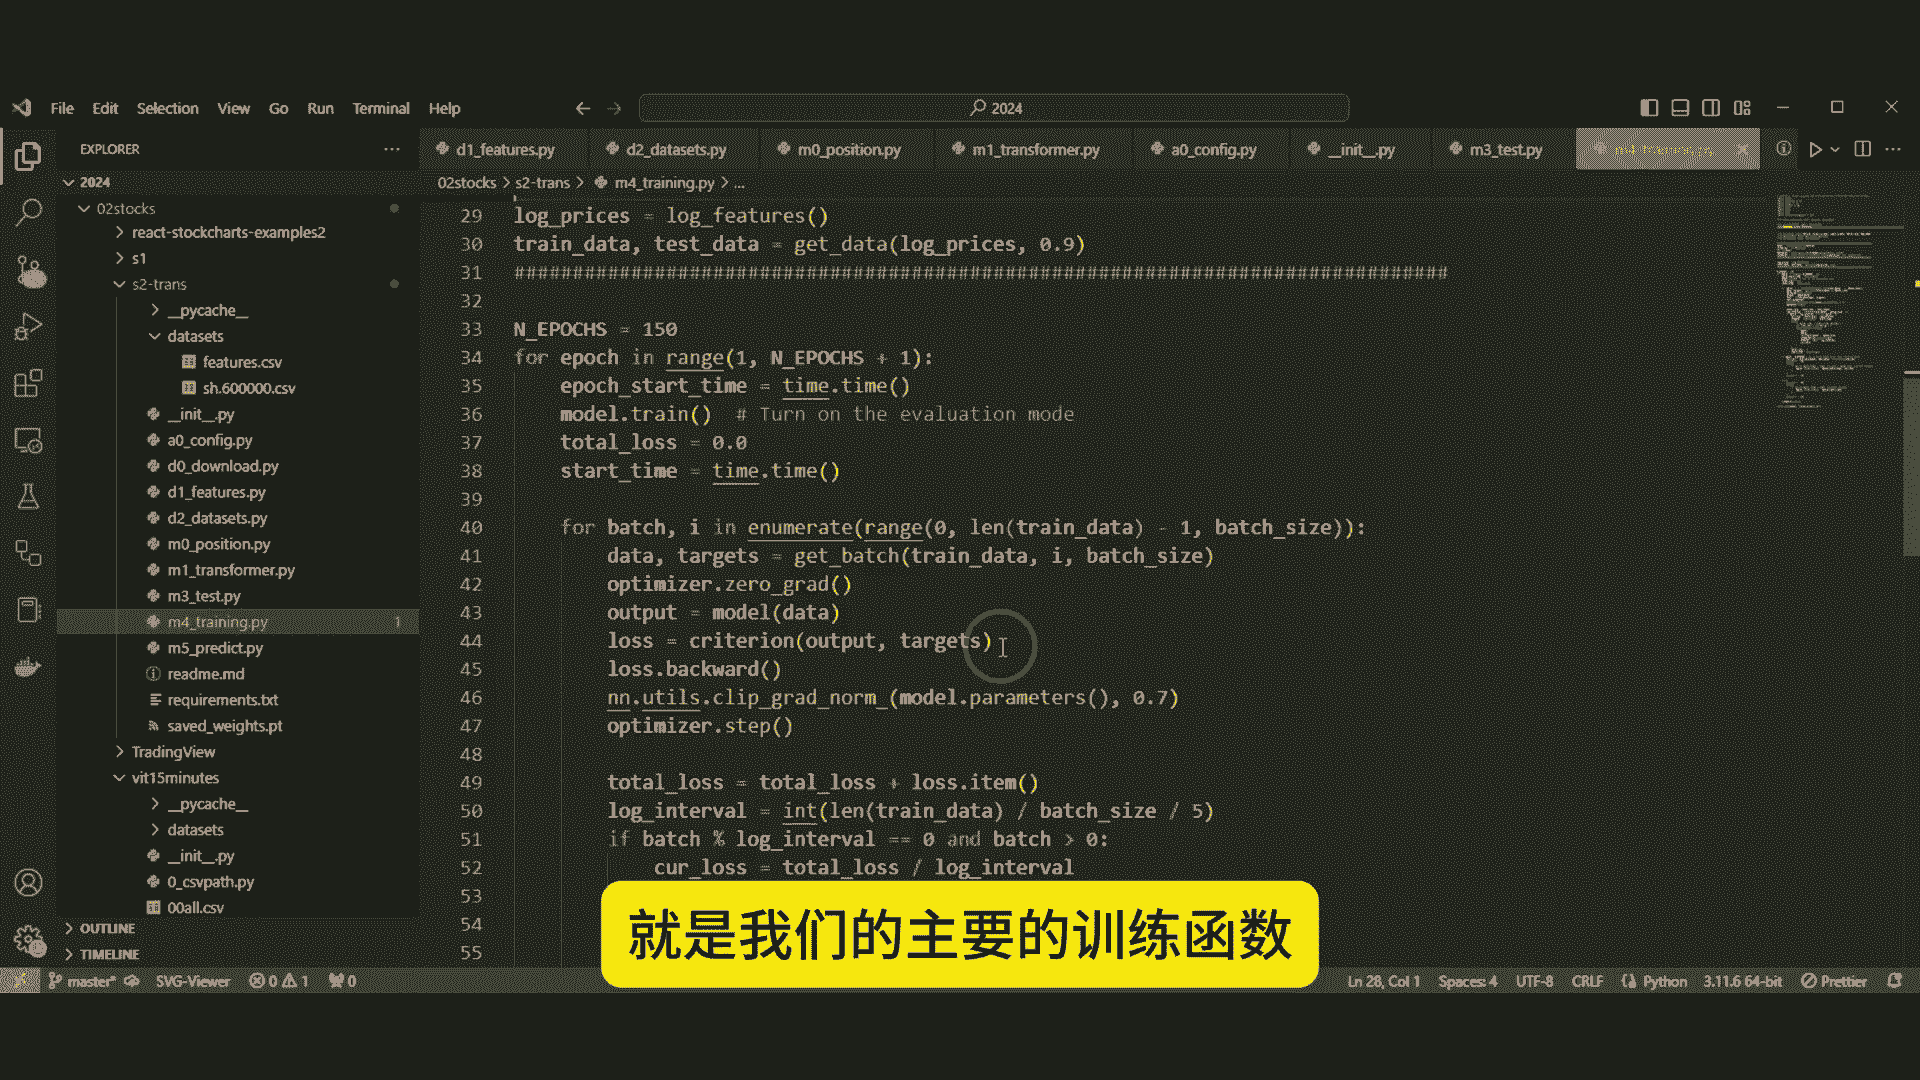 File Edit Selection View Go Run Terminal Help
2024
EXPLORER
d1_features.py
d2_datasets.py
m0_position.py
m1_transformer.py
a0_config.py
__init__.py
m3_test.py
m4_training.py
2024
02stocks > s2-trans > m4_training.py > ...
02stocks
react-stockcharts-examples2
s1
s2-trans
__pycache__
datasets
features.csv
sh.600000.csv
__init__.py
a0_config.py
d0_download.py
d1_features.py
d2_datasets.py
m0_position.py
m1_transformer.py
m3_test.py
m4_training.py 1
m5_predict.py
readme.md
requirements.txt
saved_weights.pt
TradingView
vit15minutes
__pycache__
datasets
__init__.py
0_csvpath.py
00all.csv
OUTLINE
TIMELINE
29 log_prices = log_features()
30 train_data, test_data = get_data(log_prices, 0.9)
31 ################################################################################
32
33 N_EPOCHS = 150
34 for epoch in range(1, N_EPOCHS + 1):
35 epoch_start_time = time.time()
36 model.train() # Turn on the evaluation mode
37 total_loss = 0.0
38 start_time = time.time()
39
40 for batch, i in enumerate(range(0, len(train_data) - 1, batch_size)):
41 data, targets = get_batch(train_data, i, batch_size)
42 optimizer.zero_grad()
43 output = model(data)
44 loss = criterion(output, targets)
45 loss.backward()
46 nn.utils.clip_grad_norm_(model.parameters(), 0.7)
47 optimizer.step()
48
49 total_loss = total_loss + loss.item()
50 log_interval = int(len(train_data) / batch_size / 5)
51 if batch % log_interval == 0 and batch > 0:
52 cur_loss = total_loss / log_interval
53
54
55
就是我们的主要的训练函数
master* SVG-Viewer 0 1 0 Ln 28, Col 1 Spaces: 4 UTF-8 CRLF Python 3.11.6 64-bit Prettier